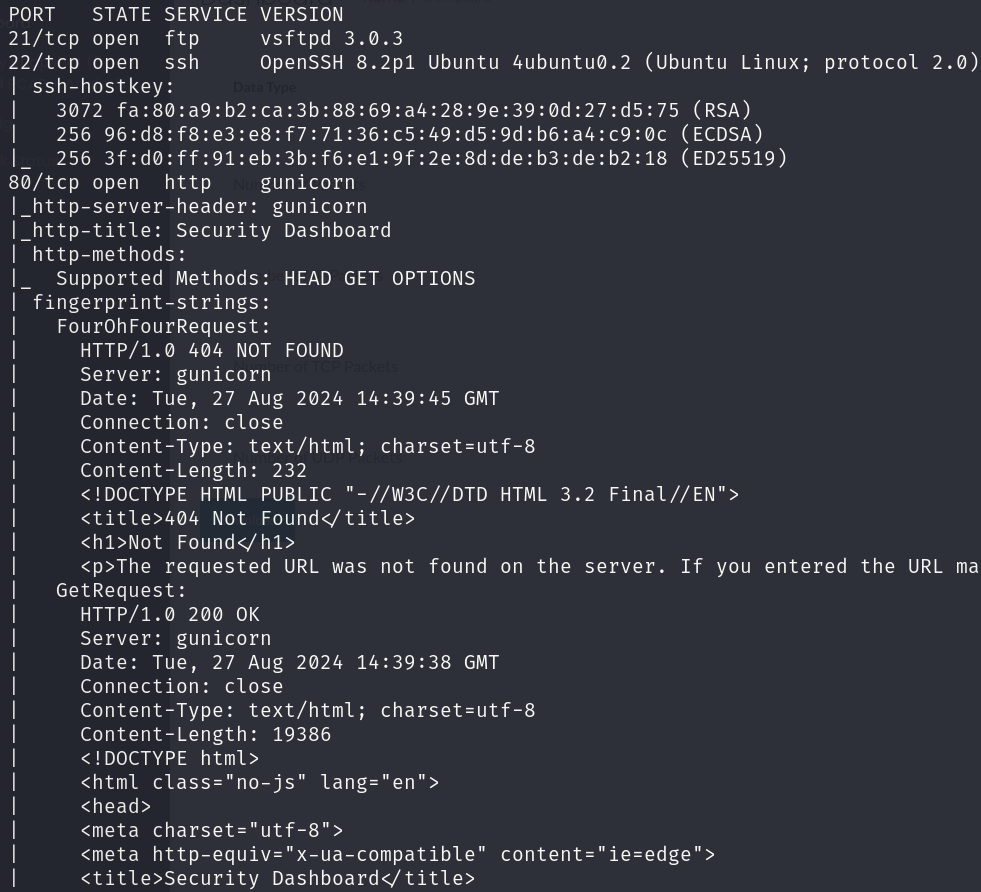 PORT   STATE SERVICE VERSION
21/tcp open  ftp     vsftpd 3.0.3
22/tcp open  ssh     OpenSSH 8.2p1 Ubuntu 4ubuntu0.2 (Ubuntu Linux; protocol 2.0)
| ssh-hostkey:
|   3072 fa:80:a9:b2:ca:3b:88:69:a4:28:9e:39:0d:27:d5:75 (RSA)
|   256 96:d8:f8:e3:e8:f7:71:36:c5:49:d5:9d:b6:a4:c9:0c (ECDSA)
|_  256 3f:d0:ff:91:eb:3b:f6:e1:9f:2e:8d:de:b3:de:b2:18 (ED25519)
80/tcp open  http    gunicorn
|_http-server-header: gunicorn
|_http-title: Security Dashboard
| http-methods:
|_  Supported Methods: HEAD GET OPTIONS
| fingerprint-strings:
|   FourOhFourRequest:
|     HTTP/1.0 404 NOT FOUND
|     Server: gunicorn
|     Date: Tue, 27 Aug 2024 14:39:45 GMT
|     Connection: close
|     Content-Type: text/html; charset=utf-8
|     Content-Length: 232
|     <!DOCTYPE HTML PUBLIC "-//W3C//DTD HTML 3.2 Final//EN">
|     <title>404 Not Found</title>
|     <h1>Not Found</h1>
|     <p>The requested URL was not found on the server. If you entered the URL ma
|   GetRequest:
|     HTTP/1.0 200 OK
|     Server: gunicorn
|     Date: Tue, 27 Aug 2024 14:39:38 GMT
|     Connection: close
|     Content-Type: text/html; charset=utf-8
|     Content-Length: 19386
|     <!DOCTYPE html>
|     <html class="no-js" lang="en">
|     <head>
|     <meta charset="utf-8">
|     <meta http-equiv="x-ua-compatible" content="ie=edge">
|     <title>Security Dashboard</title>